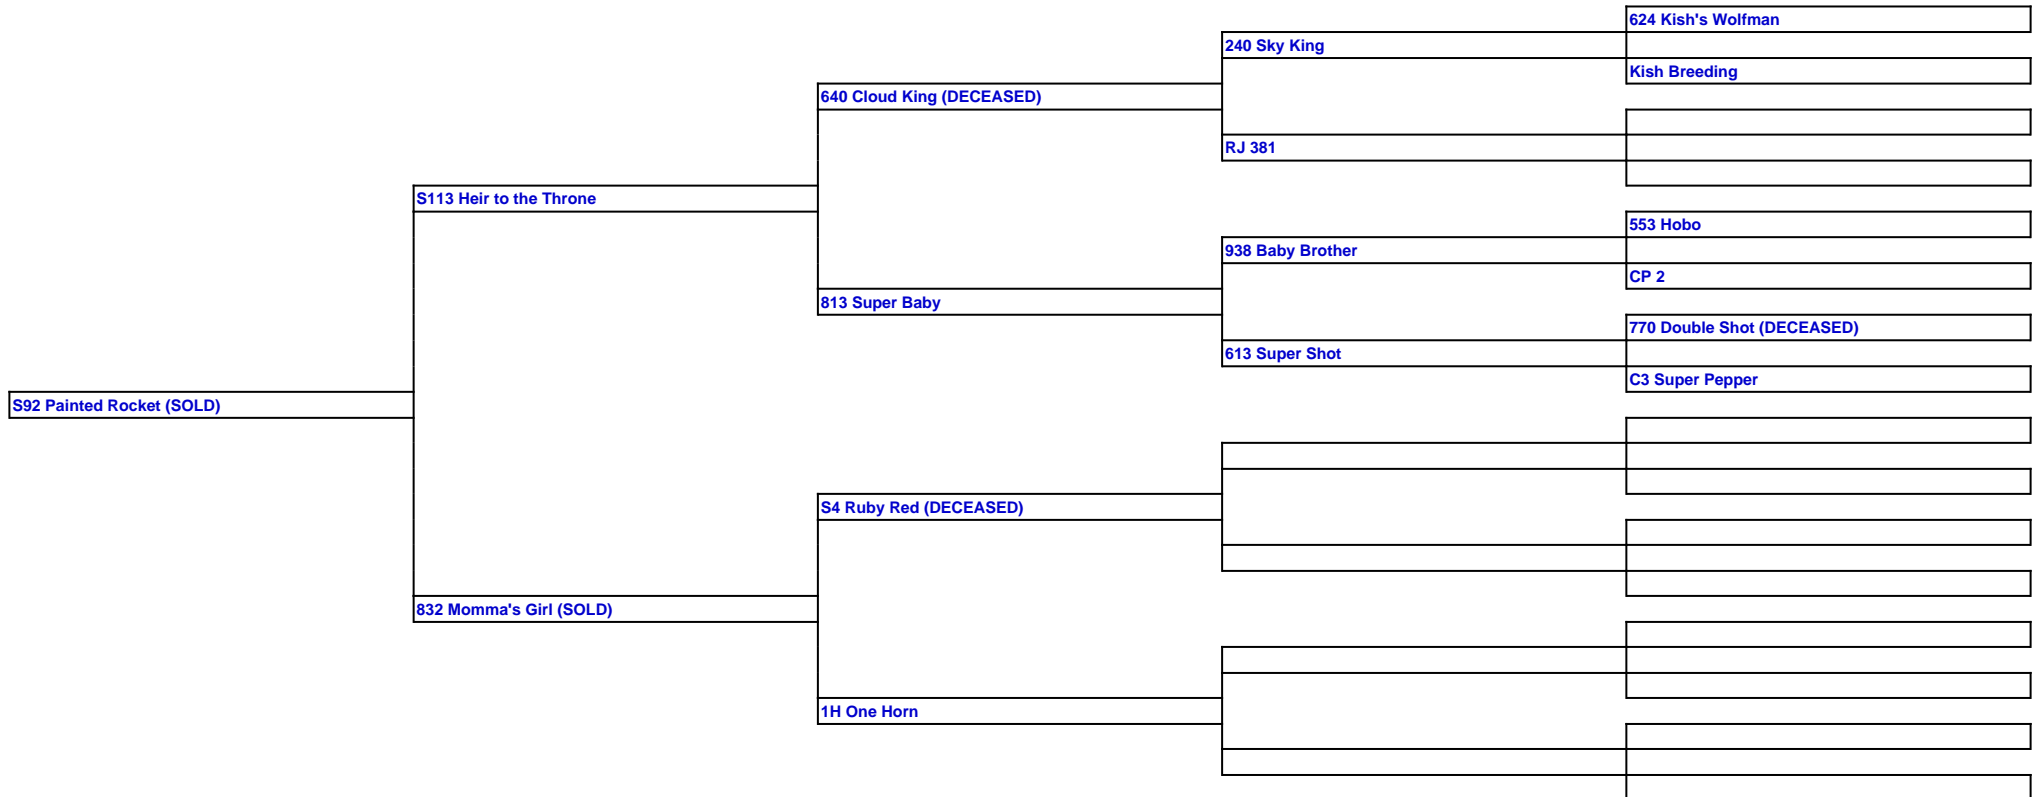 624 Kish's Wolfman
240 Sky King
Kish Breeding
640 Cloud King (DECEASED)
RJ 381
S113 Heir to the Throne
553 Hobo
938 Baby Brother
CP 2
813 Super Baby
770 Double Shot (DECEASED)
613 Super Shot
C3 Super Pepper
S92 Painted Rocket (SOLD)
S4 Ruby Red (DECEASED)
832 Momma's Girl (SOLD)
1H One Horn